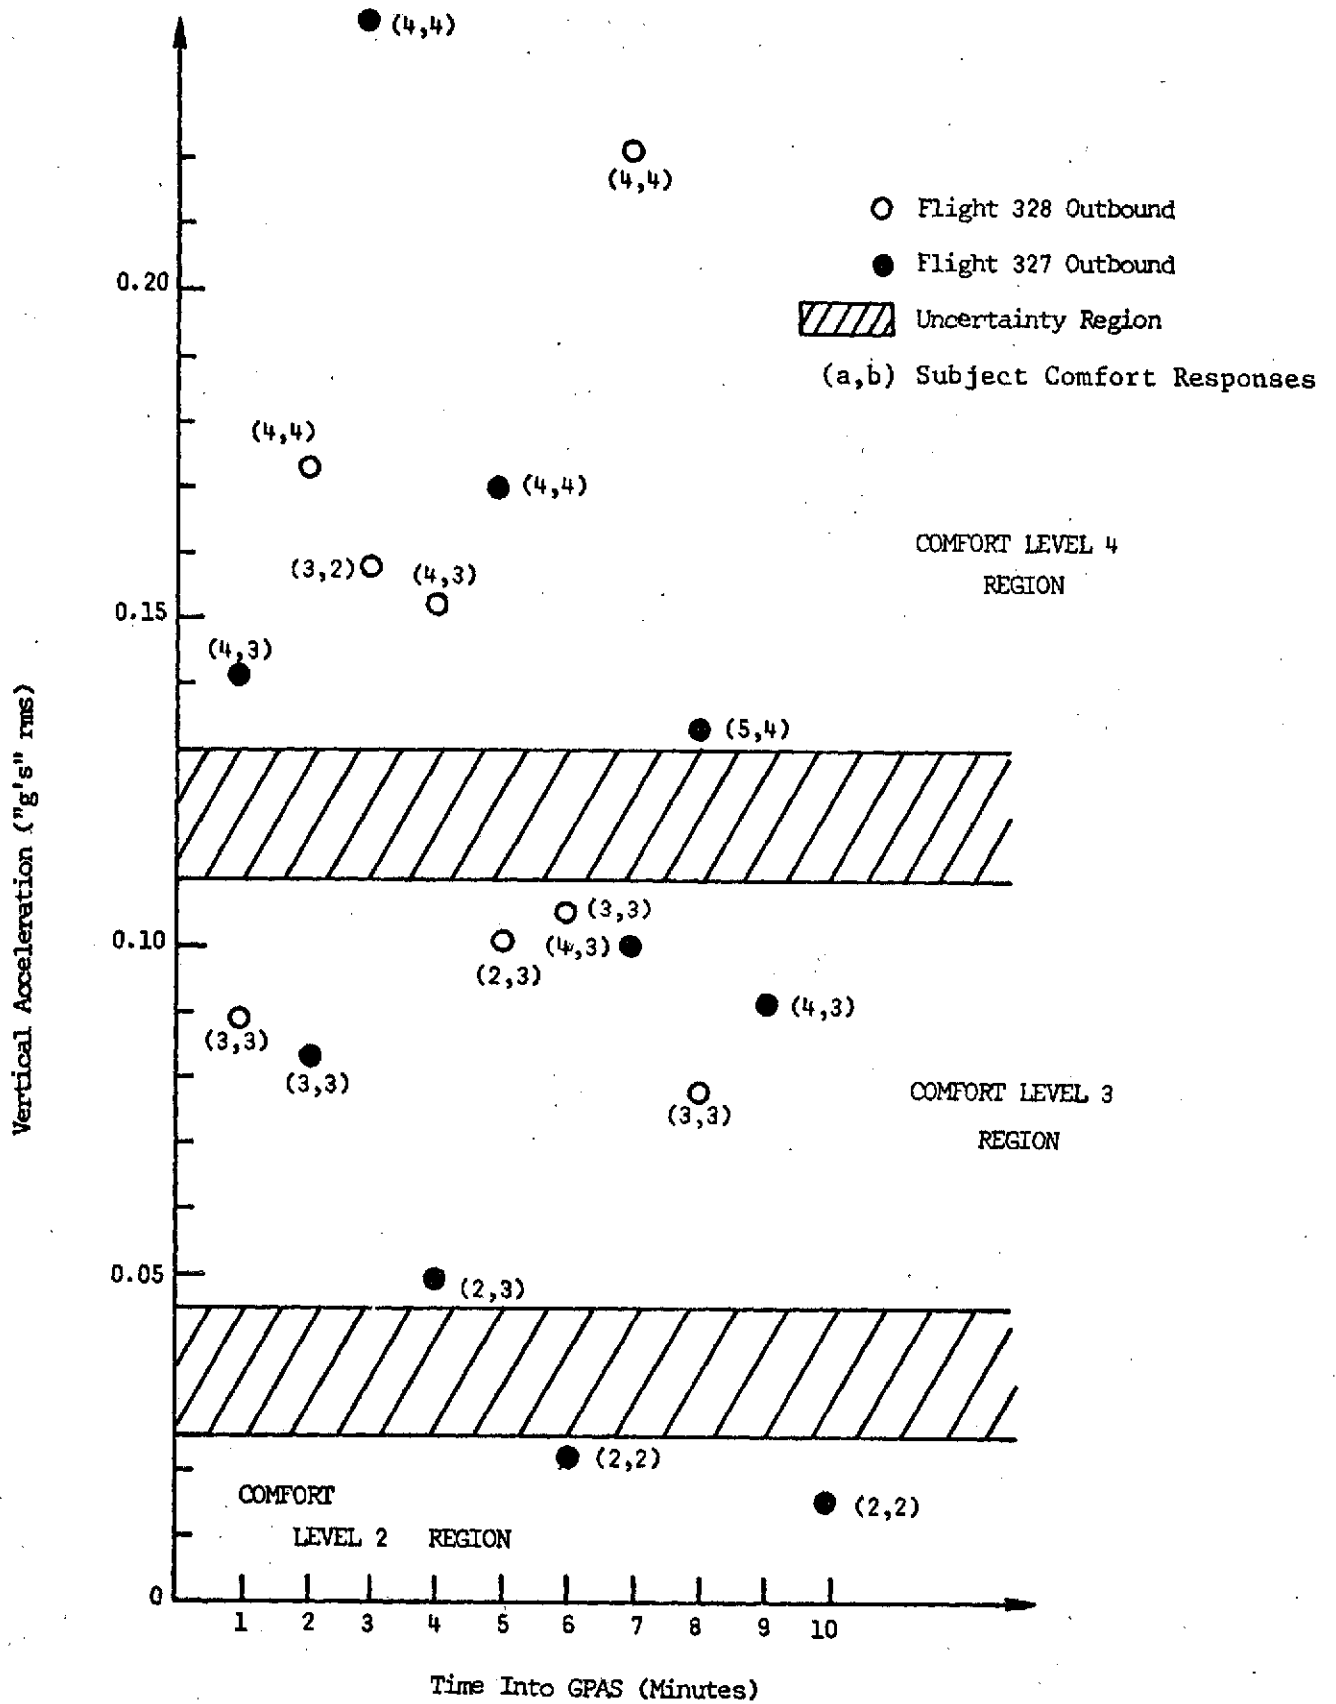 (4,4)
(4,4)
○ Flight 328 Outbound
● Flight 327 Outbound
0.20
Uncertainty Region
(a,b) Subject Comfort Responses
(4,4)
(4,4)
COMFORT LEVEL 4
REGION
(3,2)
(4,3)
0.15
(4,3)
(5,4)
Vertical Acceleration ("g's" rms)
(3,3)
0.10
(4,3)
(2,3)
(4,3)
(3,3)
(3,3)
COMFORT LEVEL 3
REGION
(3,3)
0.05
(2,3)
(2,2)
COMFORT
LEVEL 2 REGION
(2,2)
0
1 2 3 4 5 6 7 8 9 10
Time Into GPAS (Minutes)